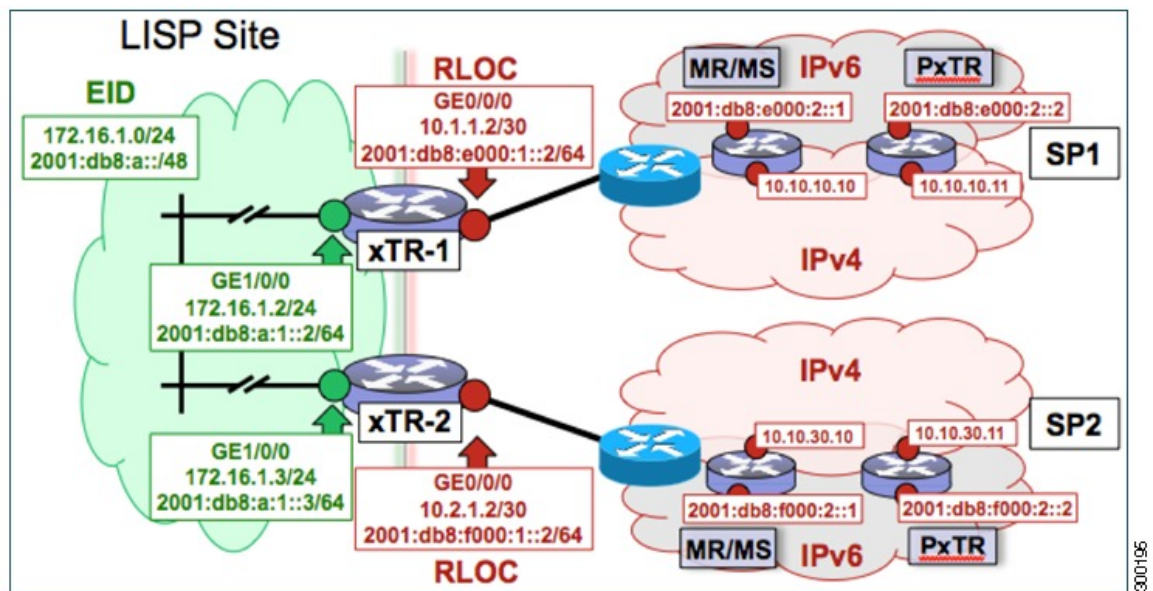 LISP Site
EID
172.16.1.0/24
2001:db8:a::/48
RLOC
GE0/0/0
10.1.1.2/30
2001:db8:e000:1::2/64
MR/MS
IPv6
PxTR
2001:db8:e000:2::1
2001:db8:e000:2::2
SP1
10.10.10.10
10.10.10.11
IPv4
xTR-1
GE1/0/0
172.16.1.2/24
2001:db8:a:1::2/64
xTR-2
GE1/0/0
172.16.1.3/24
2001:db8:a:1::3/64
GE0/0/0
10.2.1.2/30
2001:db8:f000:1::2/64
RLOC
IPv4
SP2
10.10.30.10
10.10.30.11
2001:db8:f000:2::1
2001:db8:f000:2::2
MR/MS
IPv6
PxTR
300195